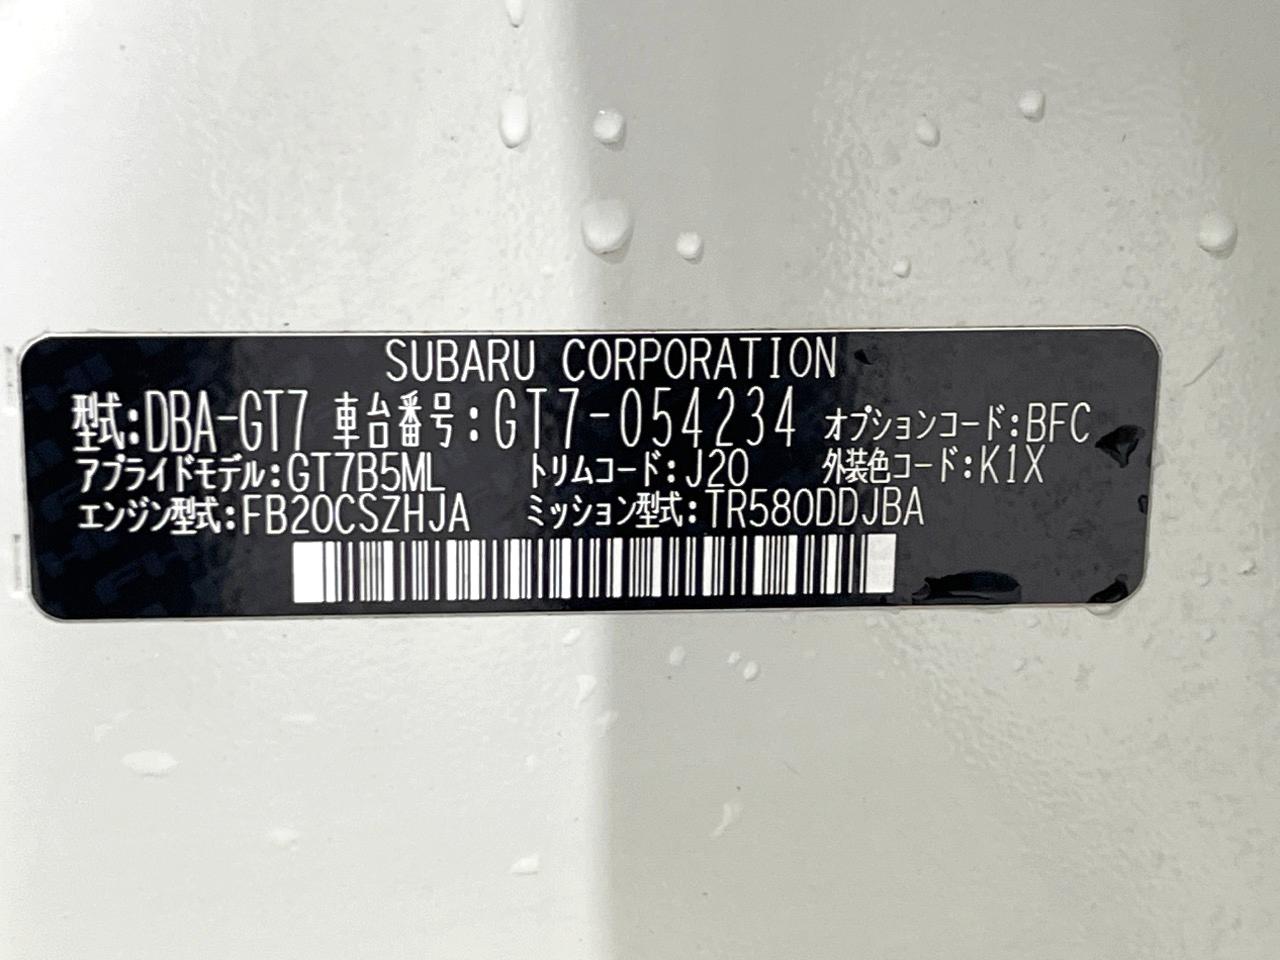 SUBARU CORPORATION
型式:DBA-GT7 車台番号:GT7-054234 オプションコード:BFC
アプライドモデル:GT7B5ML トリムコード:J20 外装色コード:K1X
エンジン型式:FB20CSZHJA ミッション型式:TR580DDJBA